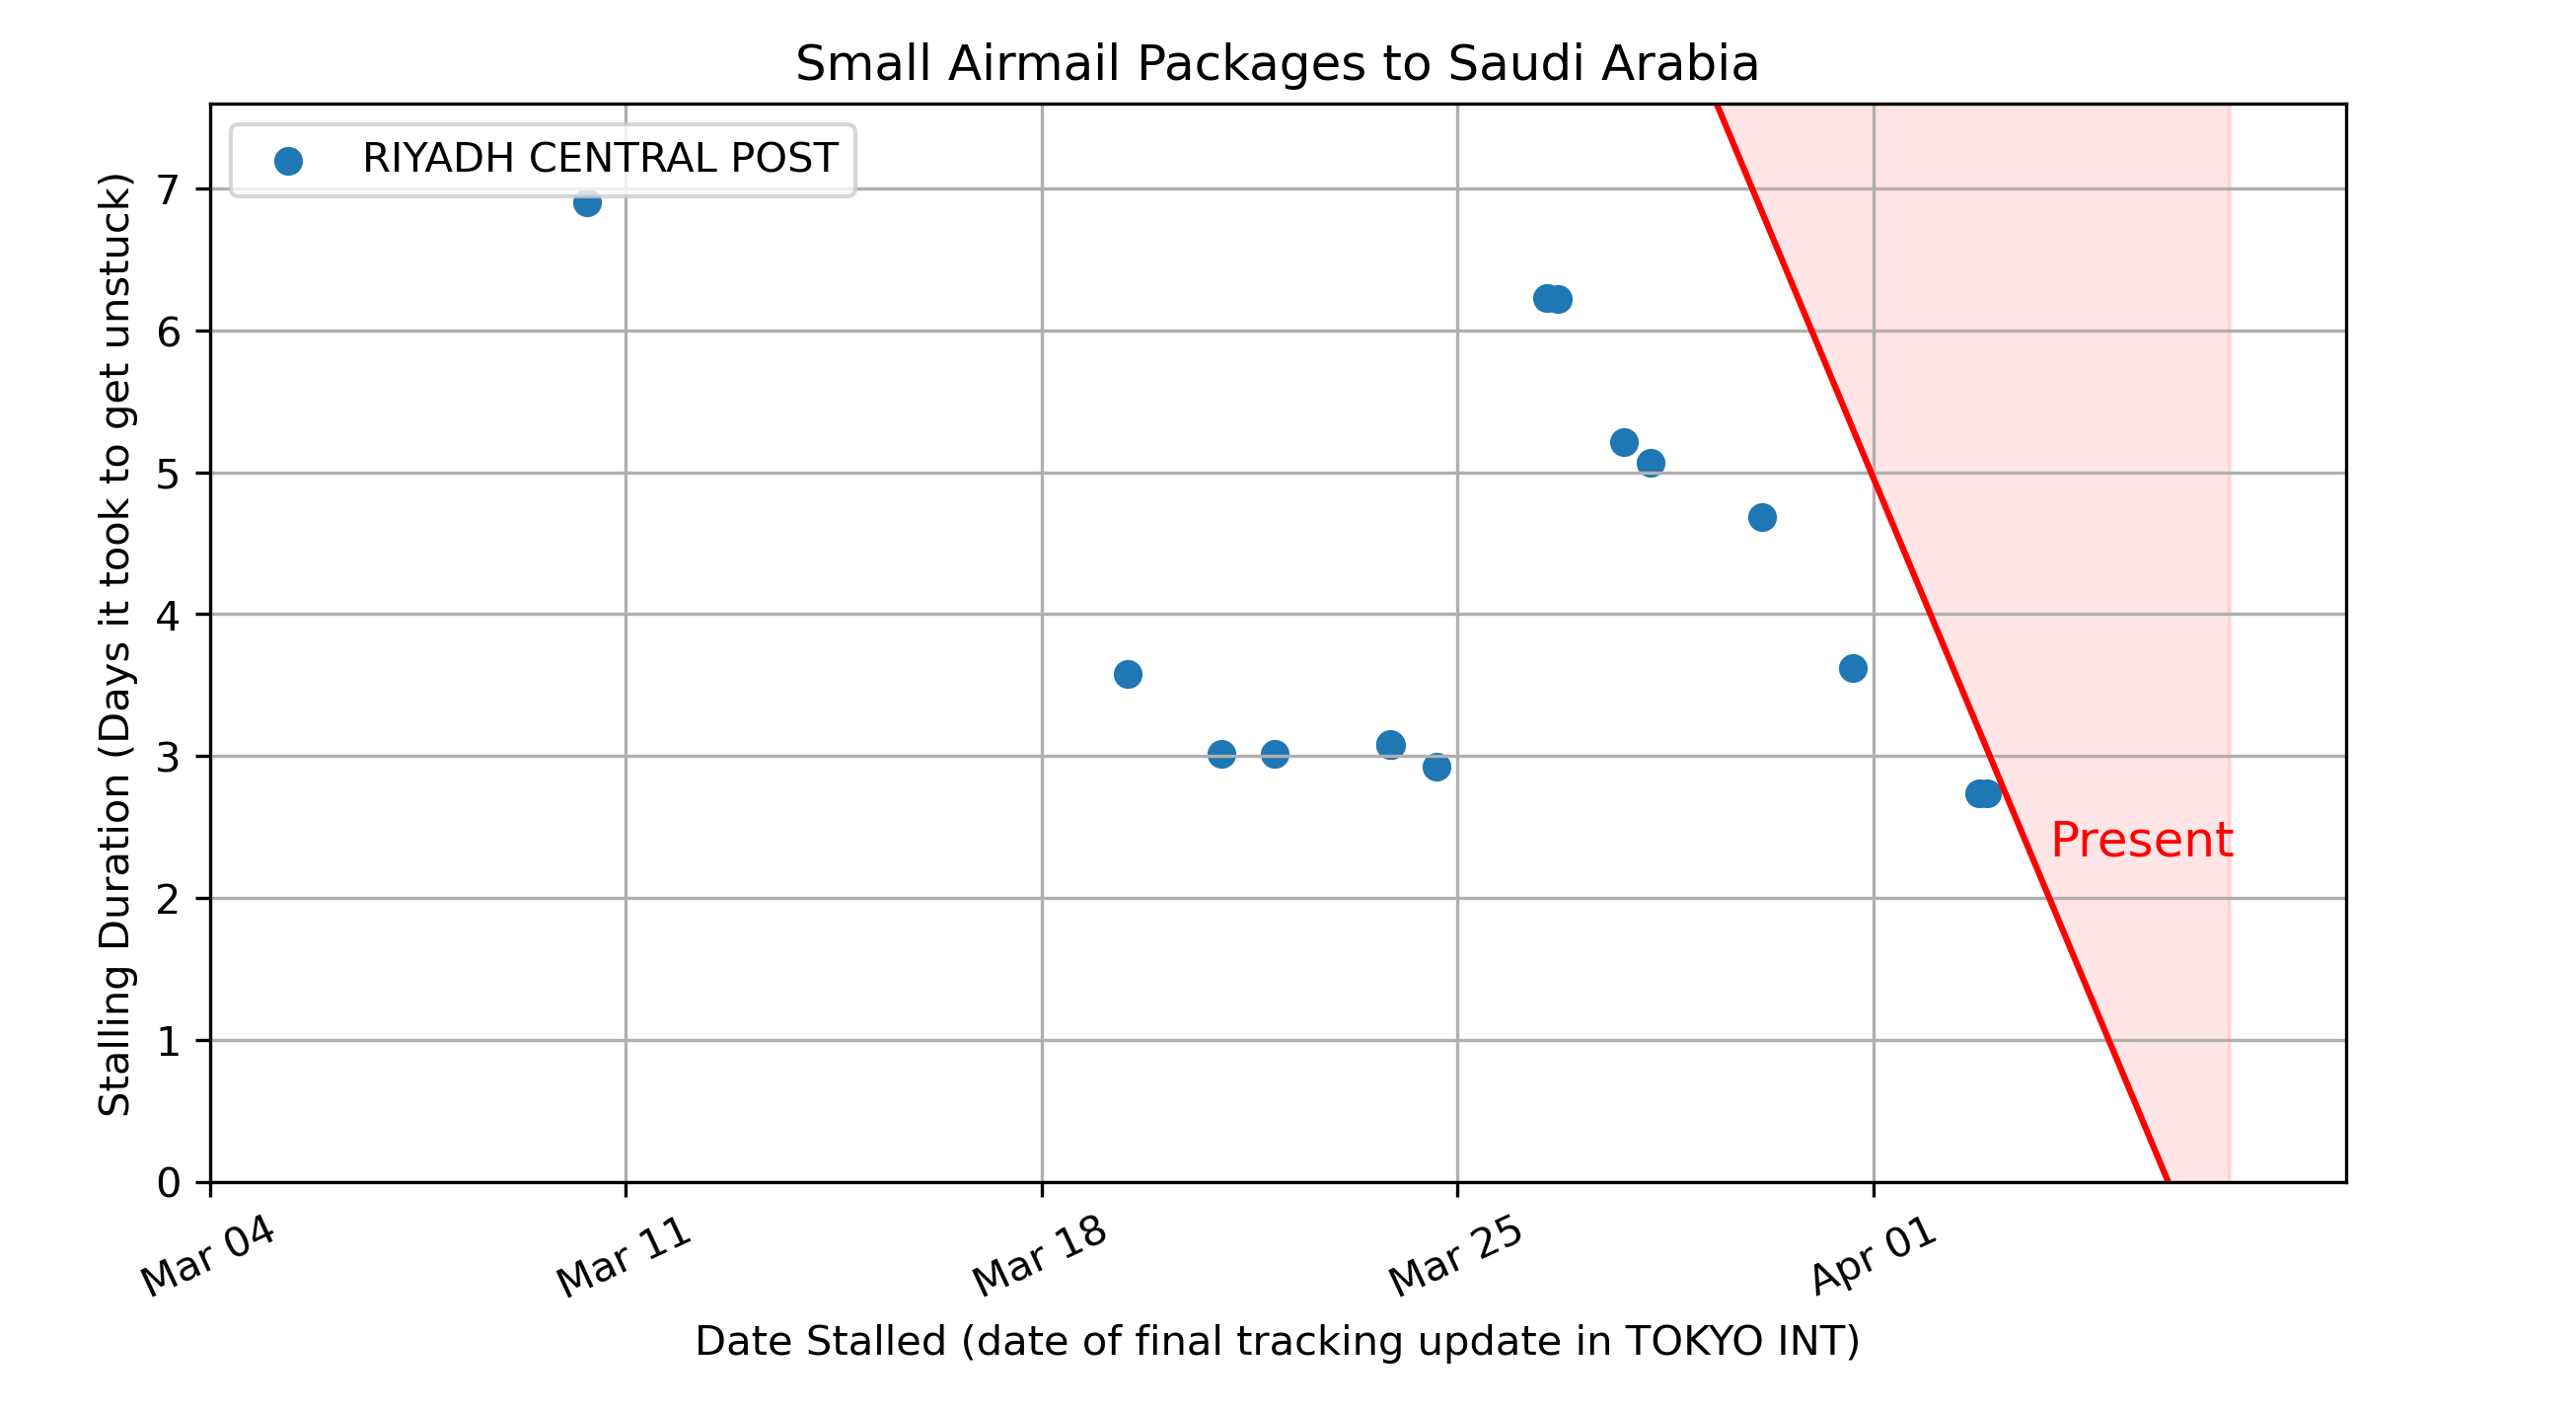 Small Airmail Packages to Saudi Arabia
RIYADH CENTRAL POST
Stalling Duration (Days it took to get unstuck)
7
6
5
4
3
2
1
0
Present
Mar 04
Mar 11
Mar 18
Mar 25
Apr 01
Date Stalled (date of final tracking update in TOKYO INT)